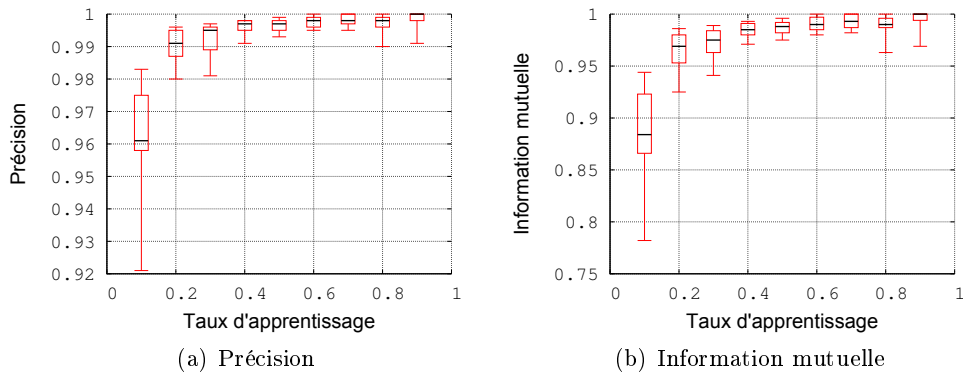 1
0.99
0.98
0.97
0.96
0.95
0.94
0.93
0.92
0 0.2 0.4 0.6 0.8 1
Précision
Taux d'apprentissage
(a) Précision
1
0.95
0.9
0.85
0.8
0.75
0 0.2 0.4 0.6 0.8 1
Information mutuelle
Taux d'apprentissage
(b) Information mutuelle